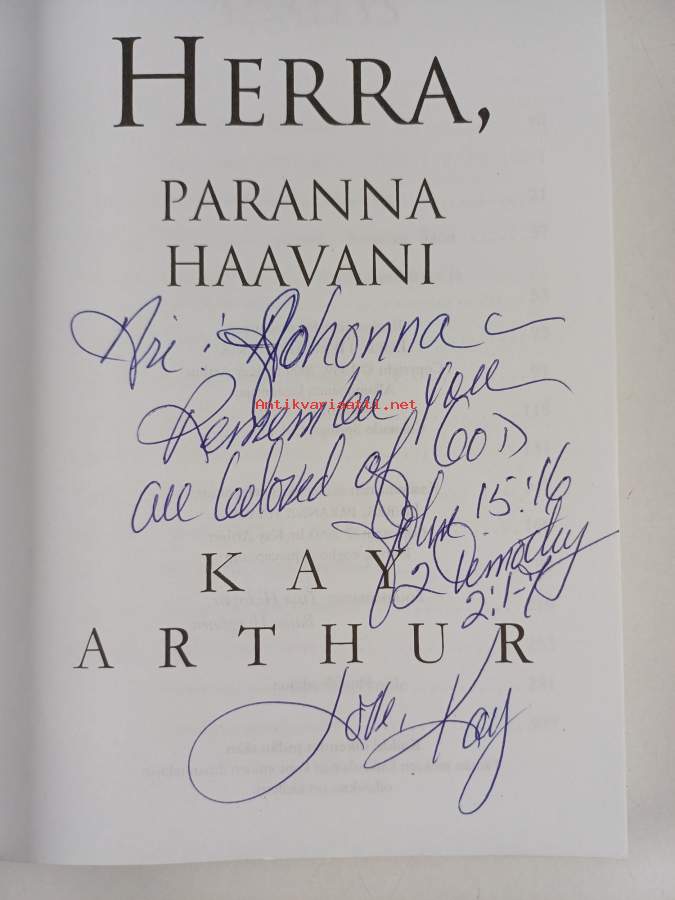 HERRA,
PARANNA
HAAVANI
Ari : Johonna
Remember you
Antikvariaatti.net
are beloved of GOD
John 15:16
2 Timothy
2:1-7
KAY
ARTHUR
Love, Kay